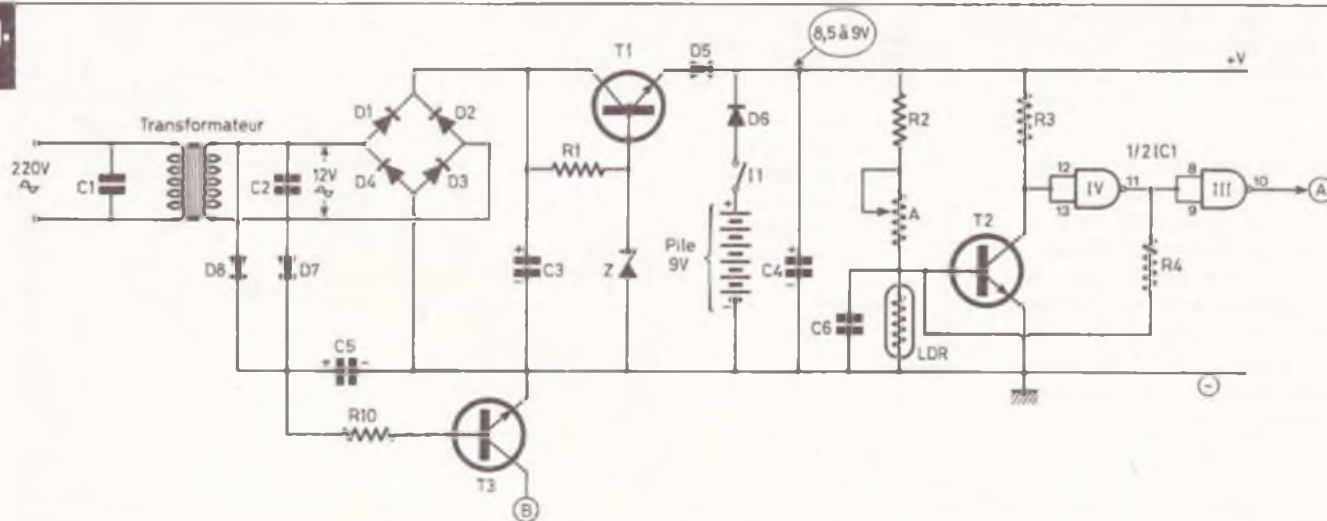 8,5 à 9V
T1
D5
+V
D1
D2
D6
R2
R3
Transformateur
220V
C1
C2
12V
D4
D3
R1
I1
1/2 IC1
12
13
IV
11
8
9
III
10
A
A
T2
Pile
9V
+
-
D8
D7
+
-
C3
Z
+
-
C4
R4
C6
LDR
+
C5
-
-
R10
T3
B